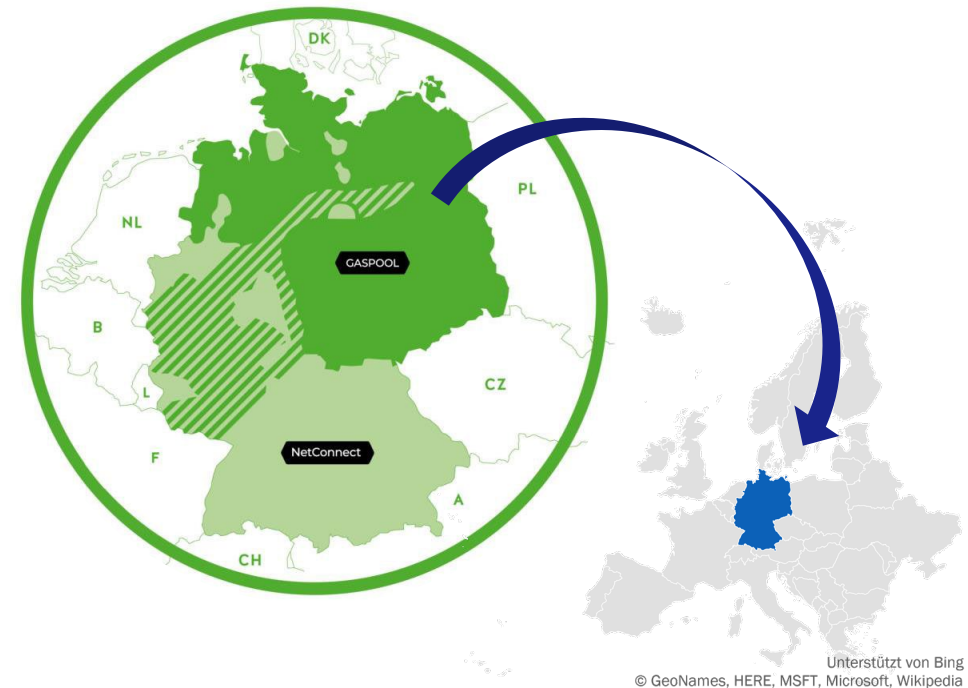 DK
PL
NL
GASPOOL
B
CZ
L
NetConnect
F
A
CH
Unterstützt von Bing
© GeoNames, HERE, MSFT, Microsoft, Wikipedia